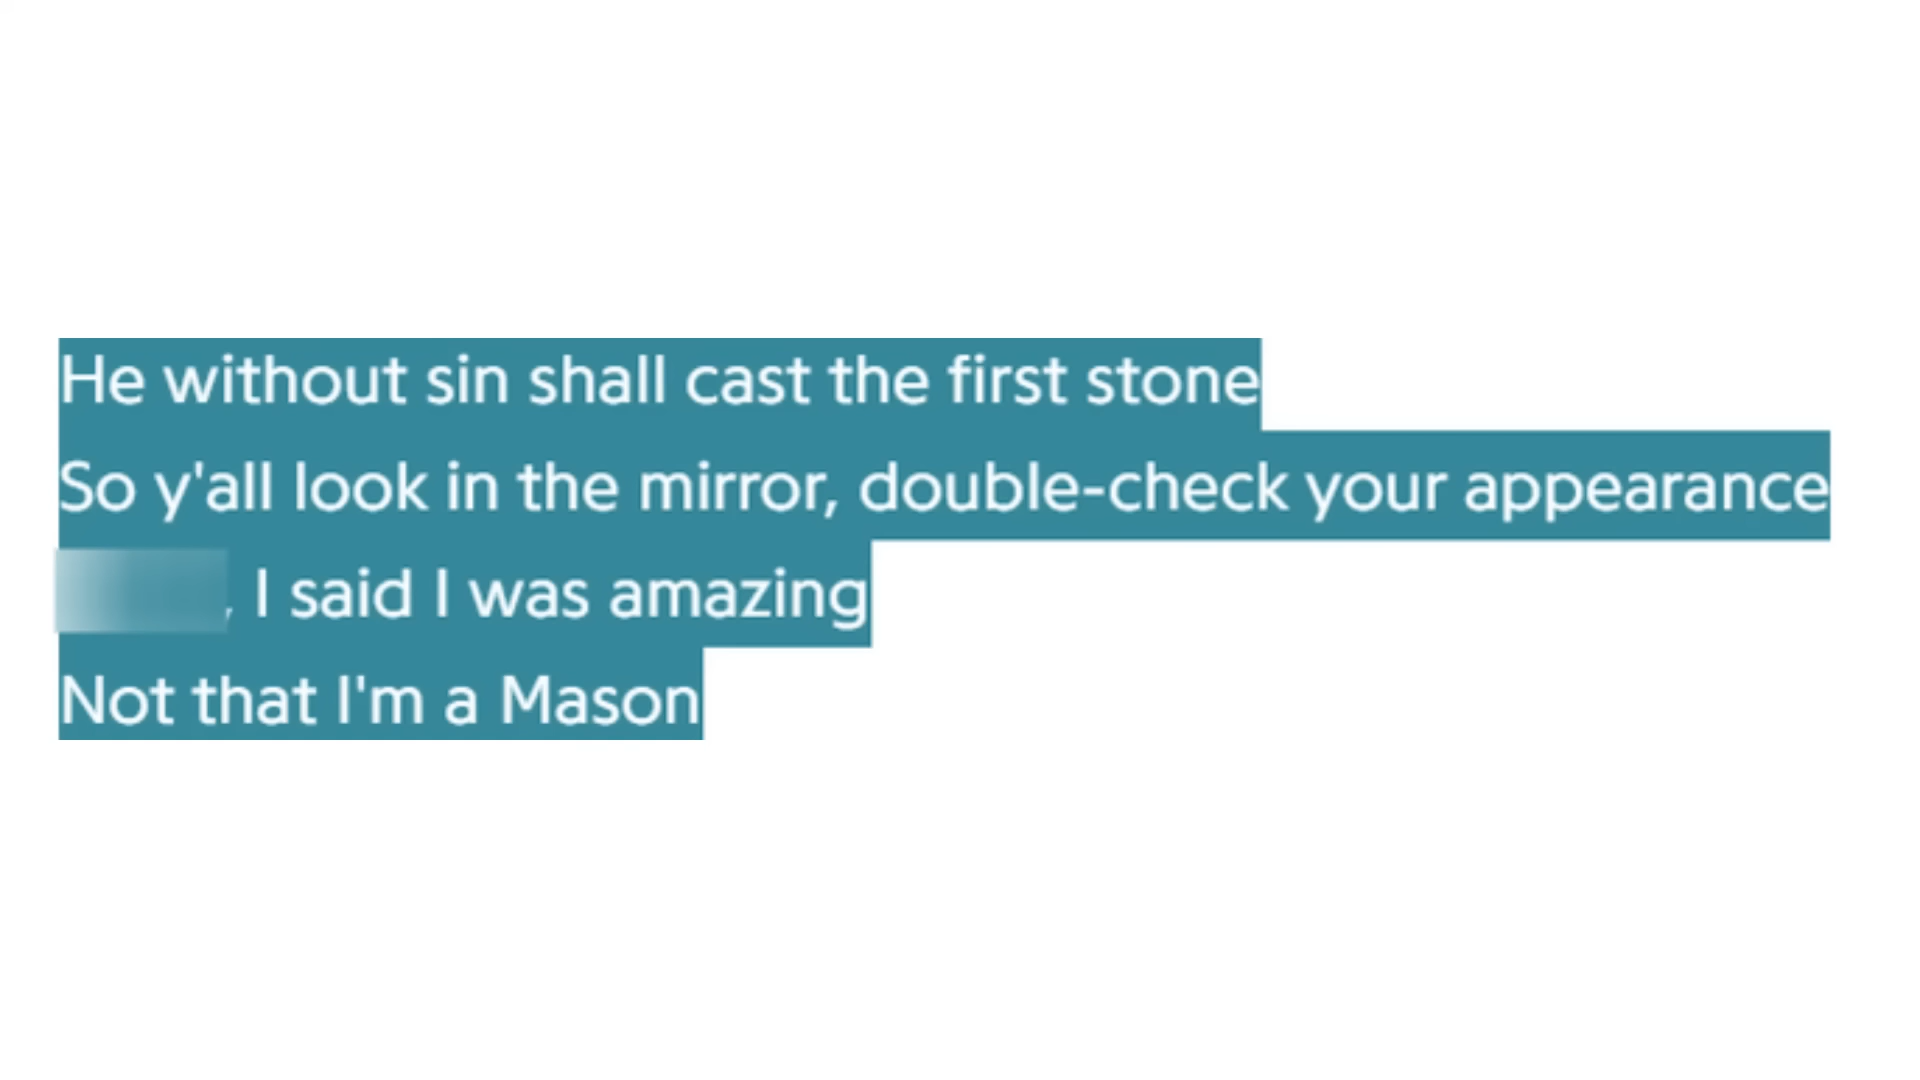 He without sin shall cast the first stone
So y'all look in the mirror, double-check your appearance
, I said I was amazing
Not that I'm a Mason